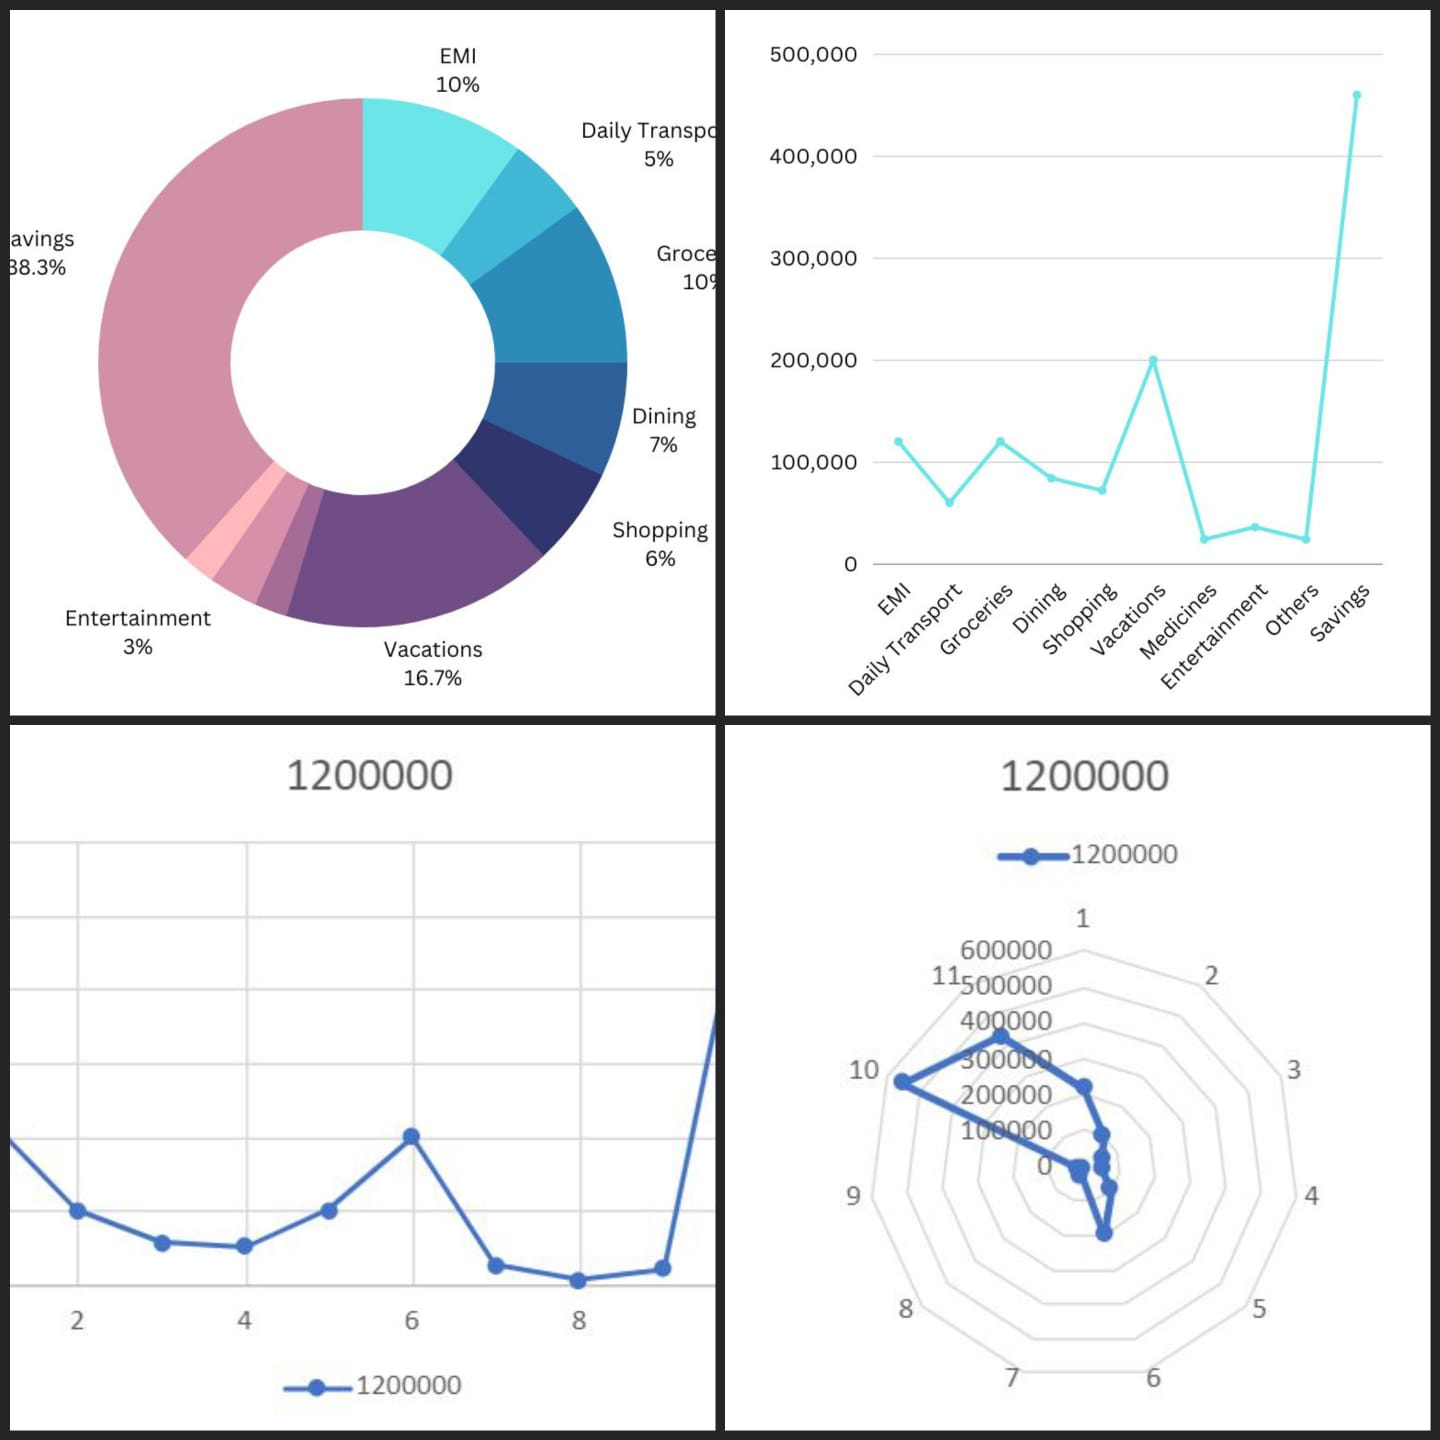 EMI
10%
Daily Transpo
5%
avings
38.3%
Groce
10%
Dining
7%
Shopping
6%
Entertainment
3%
Vacations
16.7%
500,000
400,000
300,000
200,000
100,000
0
EMI
Daily Transport
Groceries
Dining
Shopping
Vacations
Medicines
Entertainment
Others
Savings
1200000
2
4
6
8
1200000
1200000
1200000
1
2
3
4
5
6
7
8
9
10
11
600000
500000
400000
300000
200000
100000
0